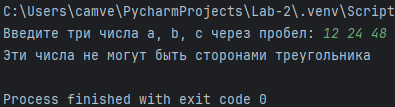 C:\Users\camve\PycharmProjects\Lab-2\.venv\Script
Введите три числа a, b, c через пробел: 12 24 48
Эти числа не могут быть сторонами треугольника
Process finished with exit code 0